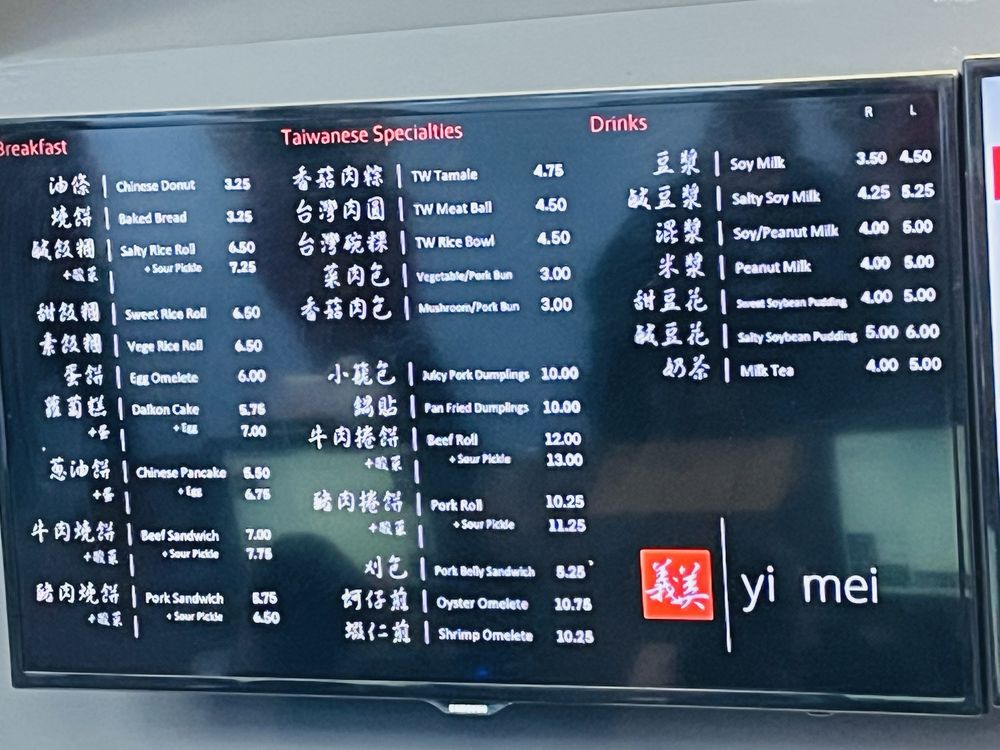 Breakfast
油條 | Chinese Donut 3.25
燒餅 | Baked Bread 3.25
鹹飯糰 | Salty Rice Roll 6.50
+酸菜 | + Sour Pickle 7.25
甜飯糰 | Sweet Rice Roll 6.50
素飯糰 | Vege Rice Roll 6.50
蛋餅 | Egg Omelete 6.00
蘿蔔糕 | Daikon Cake 5.75
+蛋 | + Egg 7.00
蔥油餅 | Chinese Pancake 5.50
+蛋 | + Egg 6.75
牛肉燒餅 | Beef Sandwich 7.00
+酸菜 | + Sour Pickle 7.75
豬肉燒餅 | Pork Sandwich 5.75
+酸菜 | + Sour Pickle 6.50
Taiwanese Specialties
香菇肉粽 | TW Tamale 4.75
台灣肉圓 | TW Meat Ball 4.50
台灣碗粿 | TW Rice Bowl 4.50
菜肉包 | Vegetable/Pork Bun 3.00
香菇肉包 | Mushroom/Pork Bun 3.00
小籠包 | Juicy Pork Dumplings 10.00
鍋貼 | Pan Fried Dumplings 10.00
牛肉捲餅 | Beef Roll 12.00
+酸菜 | + Sour Pickle 13.00
豬肉捲餅 | Pork Roll 10.25
+酸菜 | + Sour Pickle 11.25
刈包 | Pork Belly Sandwich 5.25
蚵仔煎 | Oyster Omelete 10.75
蝦仁煎 | Shrimp Omelete 10.25
Drinks R L
豆漿 | Soy Milk 3.50 4.50
鹹豆漿 | Salty Soy Milk 4.25 5.25
混漿 | Soy/Peanut Milk 4.00 5.00
米漿 | Peanut Milk 4.00 5.00
甜豆花 | Sweet Soybean Pudding 4.00 5.00
鹹豆花 | Salty Soybean Pudding 5.00 6.00
奶茶 | Milk Tea 4.00 5.00
義美 | yi mei
SAMSUNG